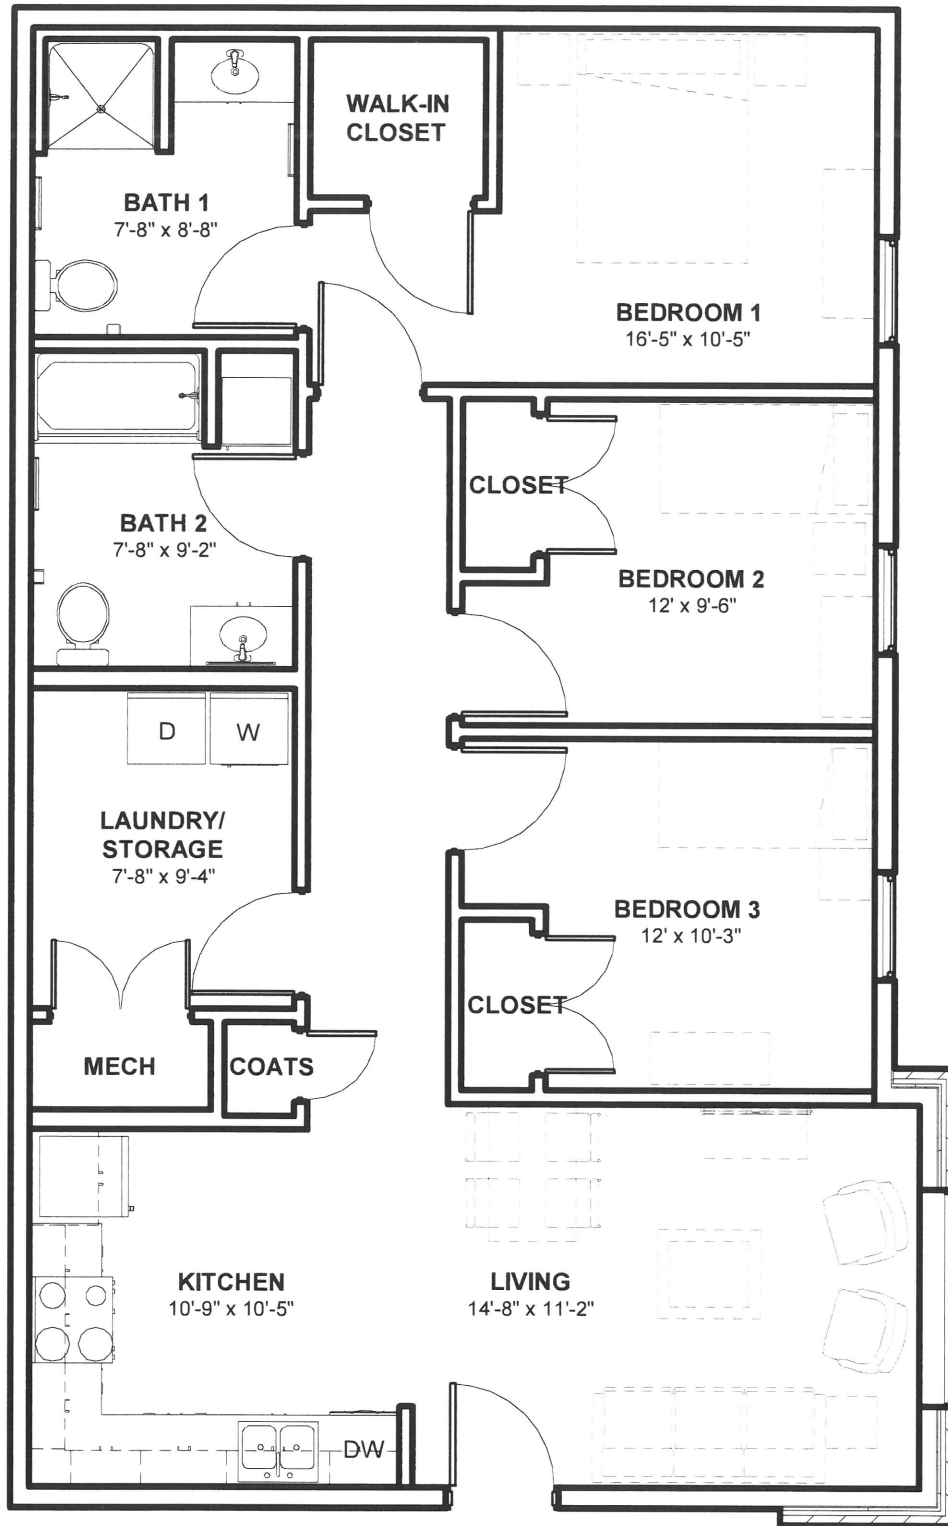 WALK-IN
CLOSET
BATH 1
7'-8" x 8'-8"
BEDROOM 1
16'-5" x 10'-5"
CLOSET
BATH 2
7'-8" x 9'-2"
BEDROOM 2
12' x 9'-6"
D
W
LAUNDRY/
STORAGE
7'-8" x 9'-4"
BEDROOM 3
12' x 10'-3"
CLOSET
MECH
COATS
KITCHEN
10'-9" x 10'-5"
LIVING
14'-8" x 11'-2"
DW